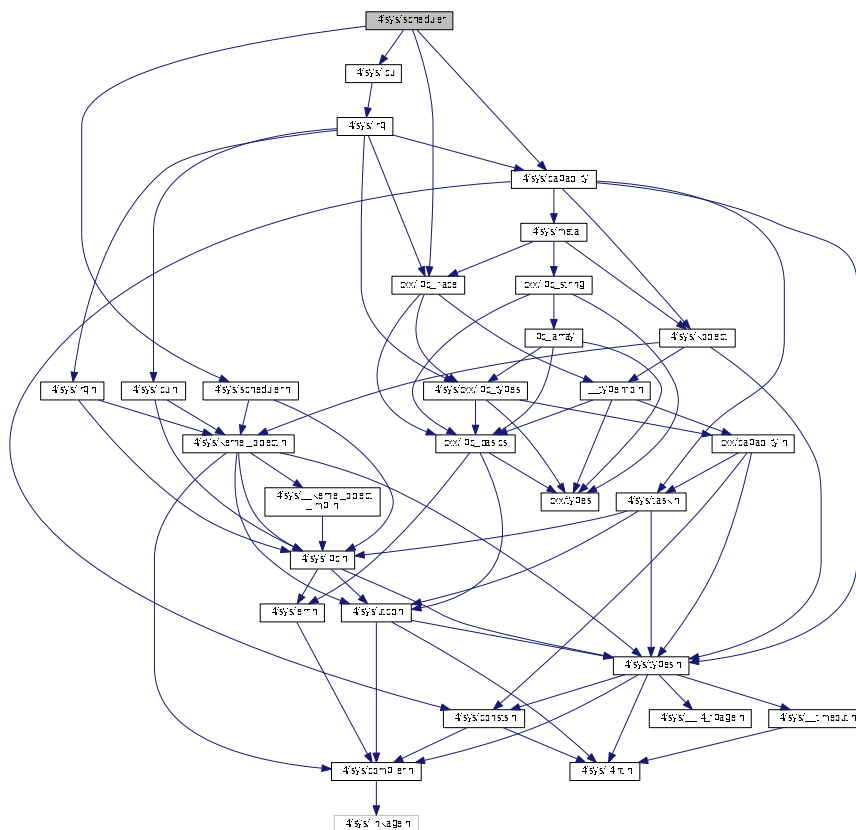 l4/sys/scheduler
l4/sys/icu
l4/sys/irq
l4/sys/capability
l4/sys/meta
cxx/ipc_iface
cxx/ipc_string
ipc_array
l4/sys/kobject
l4/sys/irq.h
l4/sys/icu.h
l4/sys/scheduler.h
l4/sys/cxx/ipc_types
__typeinfo.h
l4/sys/kernel_object.h
cxx/ipc_basics
cxx/capability.h
l4/sys/__kernel_object
_impl.h
cxx/types
l4/sys/task.h
l4/sys/ipc.h
l4/sys/err.h
l4/sys/utcb.h
l4/sys/types.h
l4/sys/consts.h
l4/sys/__l4_fpage.h
l4/sys/__timeout.h
l4/sys/compiler.h
l4/sys/l4int.h
l4/sys/linkage.h